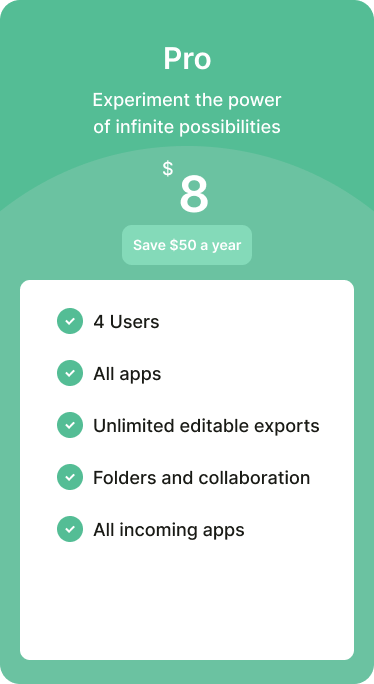 Pro
Experiment the power
of infinite possibilities
$
8
Save $50 a year
4 Users
All apps
Unlimited editable exports
Folders and collaboration
All incoming apps